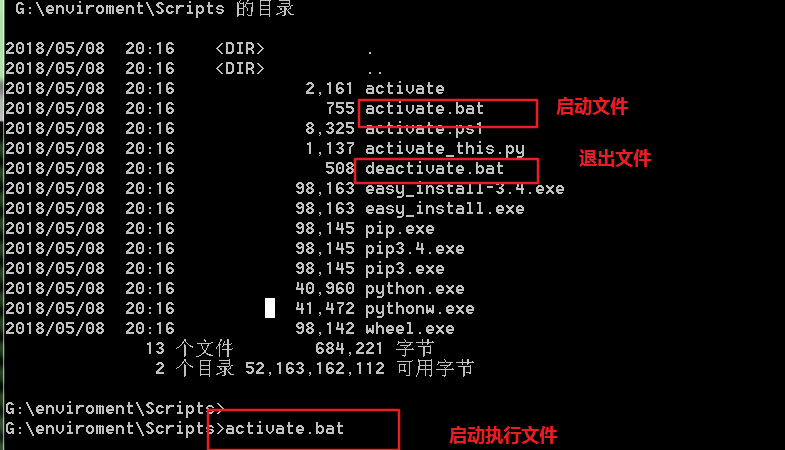 G:\enviroment\Scripts 的目录
2018/05/08  20:16    <DIR>          .
2018/05/08  20:16    <DIR>          ..
2018/05/08  20:16             2,161 activate
2018/05/08  20:16               755 activate.bat
启动文件
2018/05/08  20:16             8,325 activate.ps1
2018/05/08  20:16             1,137 activate_this.py
退出文件
2018/05/08  20:16               508 deactivate.bat
2018/05/08  20:16            98,163 easy_install-3.4.exe
2018/05/08  20:16            98,163 easy_install.exe
2018/05/08  20:16            98,145 pip.exe
2018/05/08  20:16            98,145 pip3.4.exe
2018/05/08  20:16            98,145 pip3.exe
2018/05/08  20:16            40,960 python.exe
2018/05/08  20:16            41,472 pythonw.exe
2018/05/08  20:16            98,142 wheel.exe
13 个文件        684,221 字节
2 个目录 52,163,162,112 可用字节
G:\enviroment\Scripts>
G:\enviroment\Scripts>activate.bat
启动执行文件